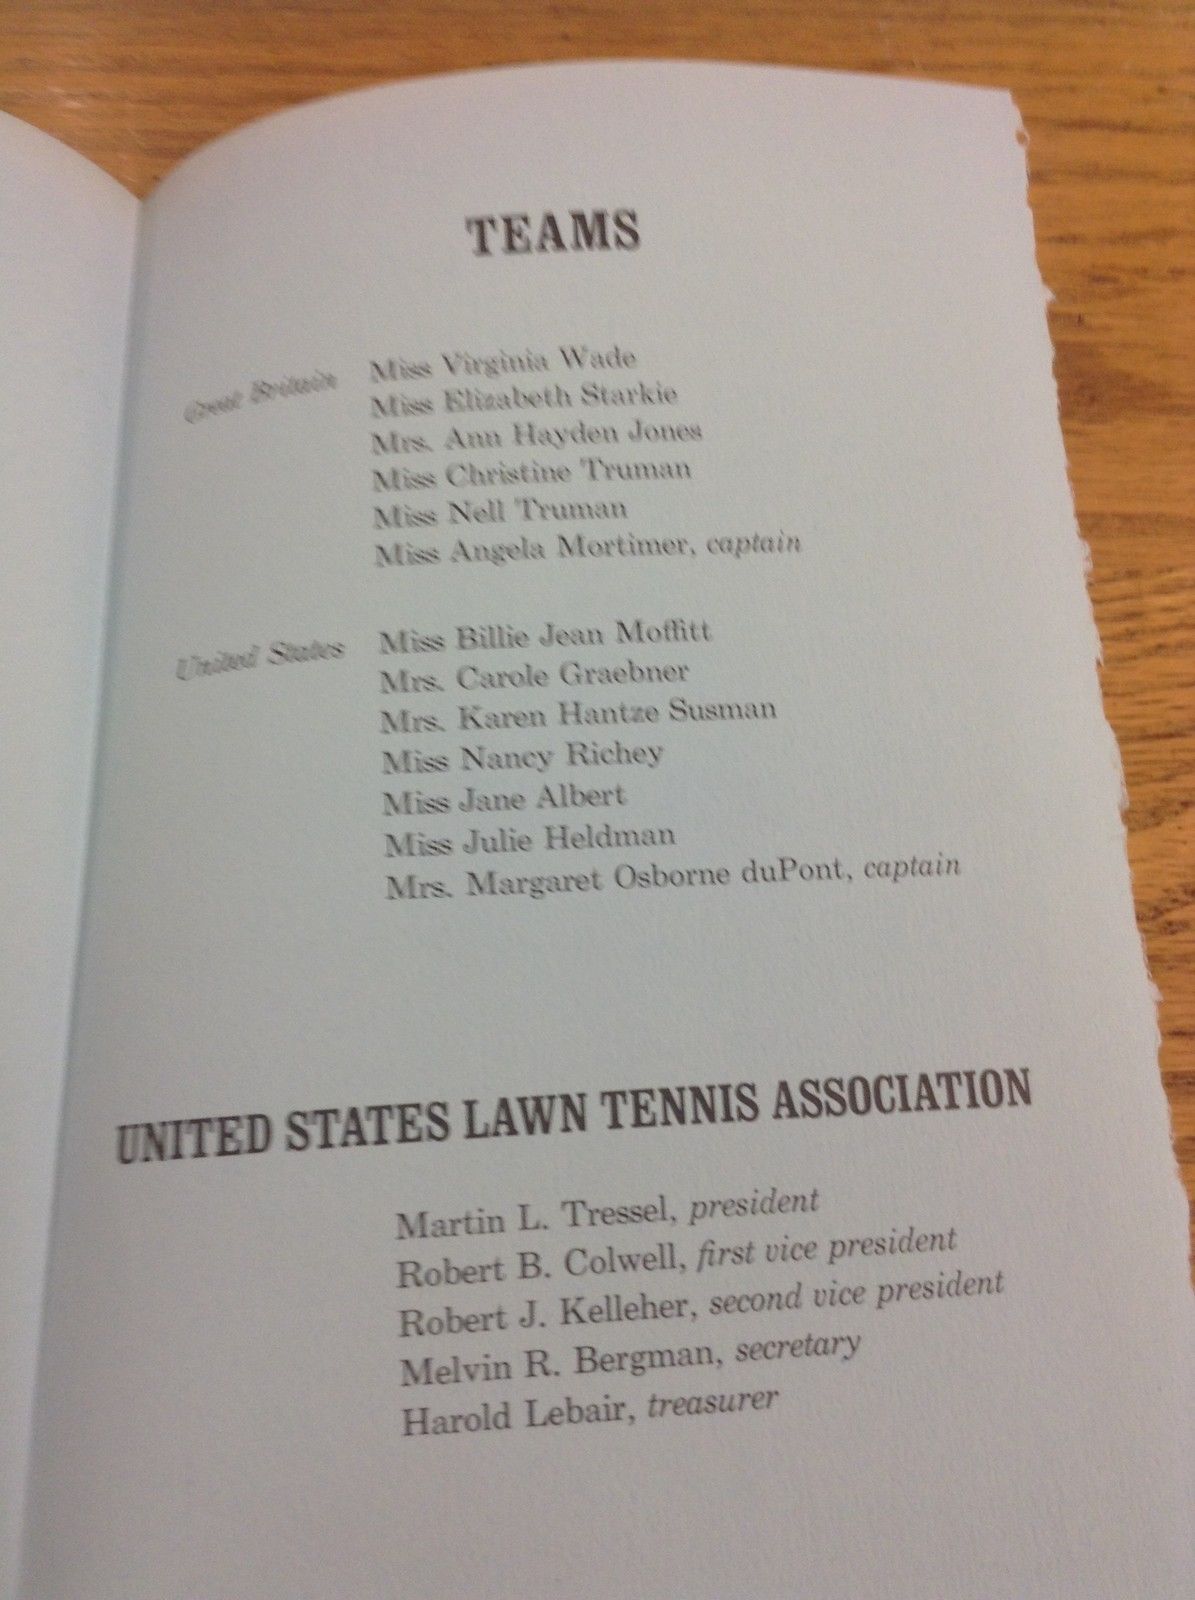 TEAMS
Great Britain
Miss Virginia Wade
Miss Elizabeth Starkie
Mrs. Ann Hayden Jones
Miss Christine Truman
Miss Nell Truman
Miss Angela Mortimer, captain
United States
Miss Billie Jean Moffitt
Mrs. Carole Graebner
Mrs. Karen Hantze Susman
Miss Nancy Richey
Miss Jane Albert
Miss Julie Heldman
Mrs. Margaret Osborne duPont, captain
UNITED STATES LAWN TENNIS ASSOCIATION
Martin L. Tressel, president
Robert B. Colwell, first vice president
Robert J. Kelleher, second vice president
Melvin R. Bergman, secretary
Harold Lebair, treasurer